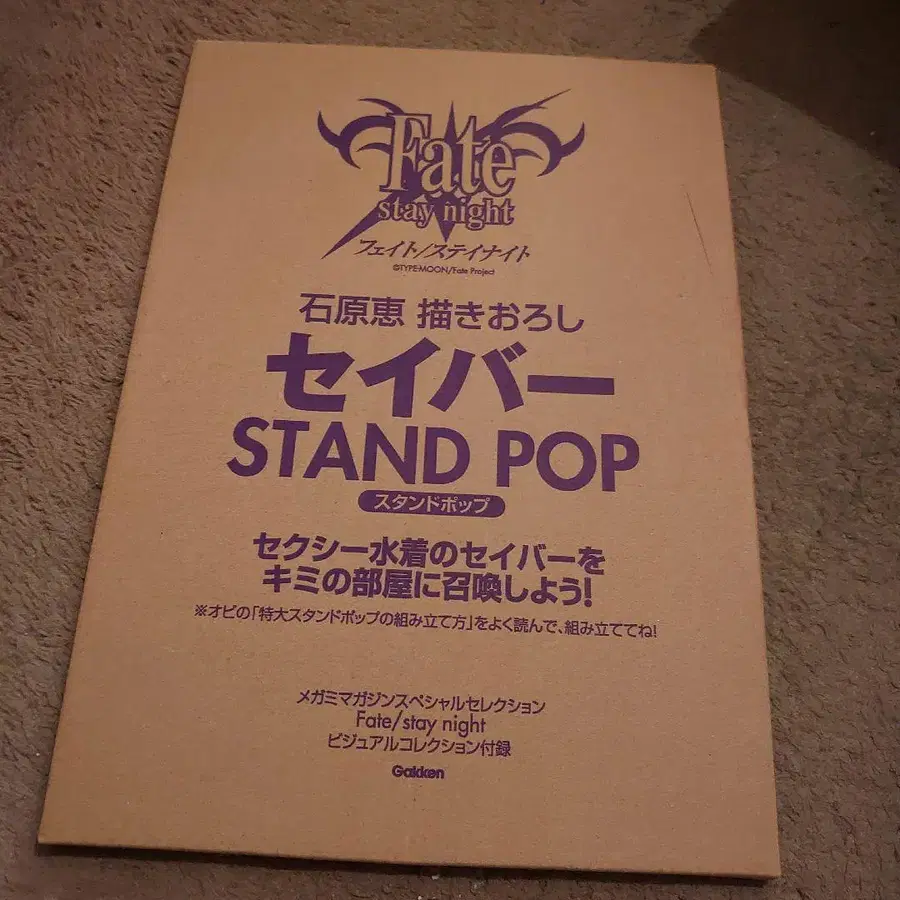 Fate
stay night
フェイト/ステイナイト
©TYPE-MOON/Fate Project
石原恵 描きおろし
セイバー
STAND POP
スタンドポップ
セクシー水着のセイバーを
キミの部屋に召喚しよう!
※オビの「特大スタンドポップの組み立て方」をよく読んで、組み立ててね!
メガミマガジンスペシャルセレクション
Fate/stay night
ビジュアルコレクション付録
Gakken